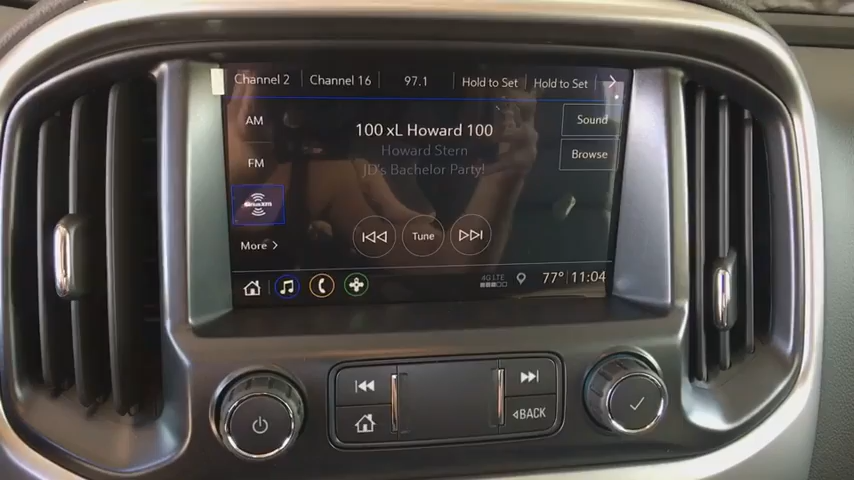 Channel 2 Channel 16 97.1 Hold to Set Hold to Set
AM
100 xL Howard 100
Sound
Howard Stern
FM
Browse
JD's Bachelor Party!
SiriusXM
Tune
More
4G LTE
77° 11:04
BACK